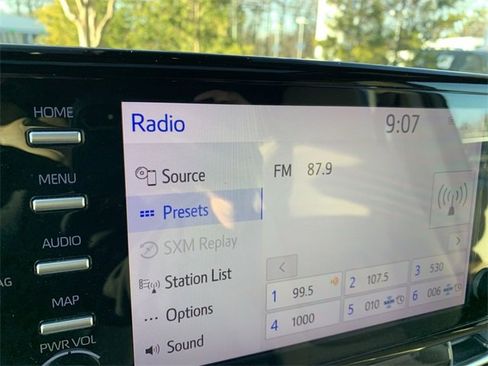 HOME
MENU
AUDIO
AG
MAP
PWR VOL
Radio 9:07
Source
Presets
SXM Replay
Station List
Options
Sound
FM 87.9
1 99.5 2 107.5 3 530
4 1000 5 010 6 006